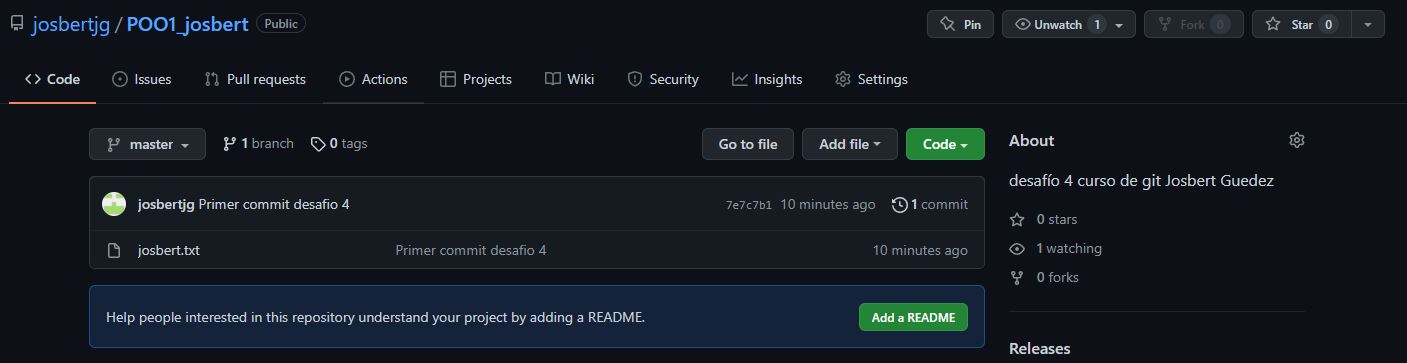 josbertjg / POO1_josbert Public Pin Unwatch 1 Fork 0 Star 0
Code Issues Pull requests Actions Projects Wiki Security Insights Settings
master 1 branch 0 tags Go to file Add file Code
About
josbertjg Primer commit desafio 4 7e7c7b1 10 minutes ago 1 commit
josbert.txt Primer commit desafio 4 10 minutes ago
Help people interested in this repository understand your project by adding a README. Add a README
desafío 4 curso de git Josbert Guedez
0 stars
1 watching
0 forks
Releases